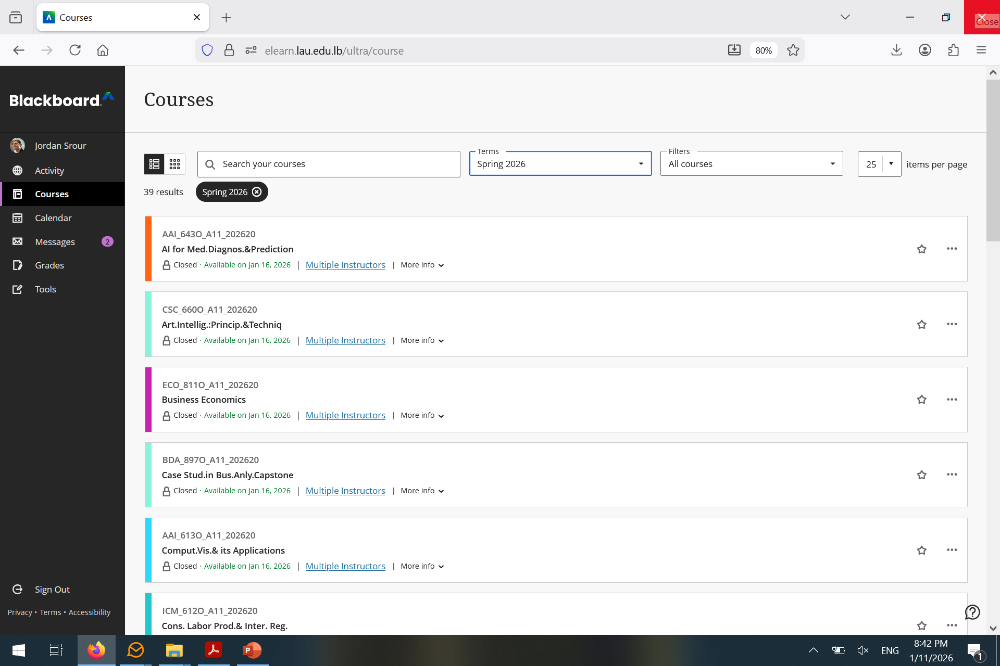 Courses
Close
elearn.lau.edu.lb/ultra/course
80%
Blackboard
Jordan Srour
Activity
Courses
Calendar
Messages
2
Grades
Tools
Sign Out
Privacy • Terms • Accessibility
Courses
Search your courses
Terms
Spring 2026
Filters
All courses
25
items per page
39 results
Spring 2026
AAI_643O_A11_202620
AI for Med.Diagnos.&Prediction
Closed · Available on Jan 16, 2026 | Multiple Instructors | More info
CSC_660O_A11_202620
Art.Intellig.:Princip.&Techniq
Closed · Available on Jan 16, 2026 | Multiple Instructors | More info
ECO_811O_A11_202620
Business Economics
Closed · Available on Jan 16, 2026 | Multiple Instructors | More info
BDA_897O_A11_202620
Case Stud.in Bus.Anly.Capstone
Closed · Available on Jan 16, 2026 | Multiple Instructors | More info
AAI_613O_A11_202620
Comput.Vis.& its Applications
Closed · Available on Jan 16, 2026 | Multiple Instructors | More info
ICM_612O_A11_202620
Cons. Labor Prod.& Inter. Reg.
P
ENG
8:42 PM
1/11/2026
1